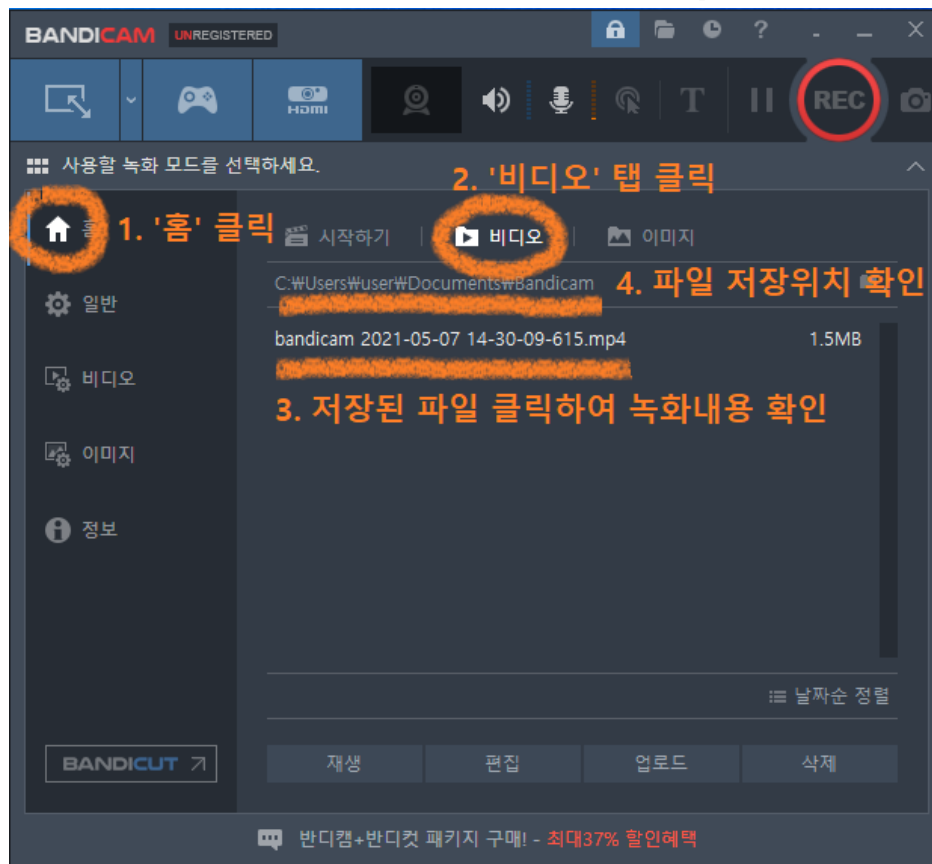 BANDICAM UNREGISTERED
?
HDMI
T
REC
사용할 녹화 모드를 선택하세요.
2. '비디오' 탭 클릭
홈
1. '홈' 클릭
시작하기
비디오
이미지
C:₩Users₩user₩Documents₩Bandicam
4. 파일 저장위치 확인
일반
bandicam 2021-05-07 14-30-09-615.mp4 1.5MB
비디오
3. 저장된 파일 클릭하여 녹화내용 확인
이미지
정보
날짜순 정렬
BANDICUT
재생
편집
업로드
삭제
반디캠+반디컷 패키지 구매! - 최대37% 할인혜택